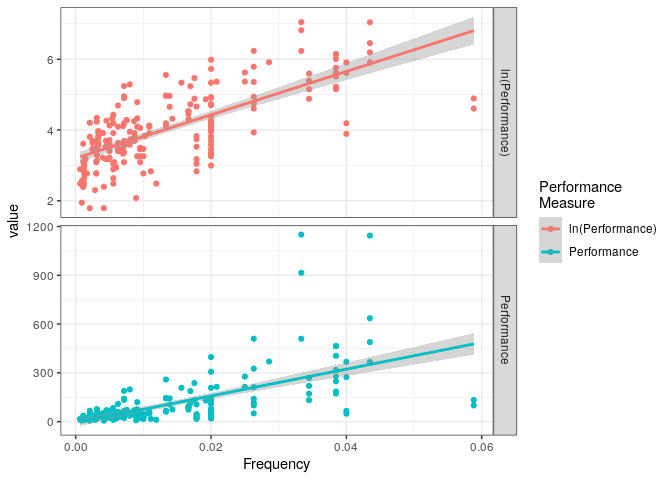 6
4
2
ln(Performance)
value
1200
900
600
300
0
Performance
0.00
0.02
0.04
0.06
Frequency
Performance
Measure
ln(Performance)
Performance